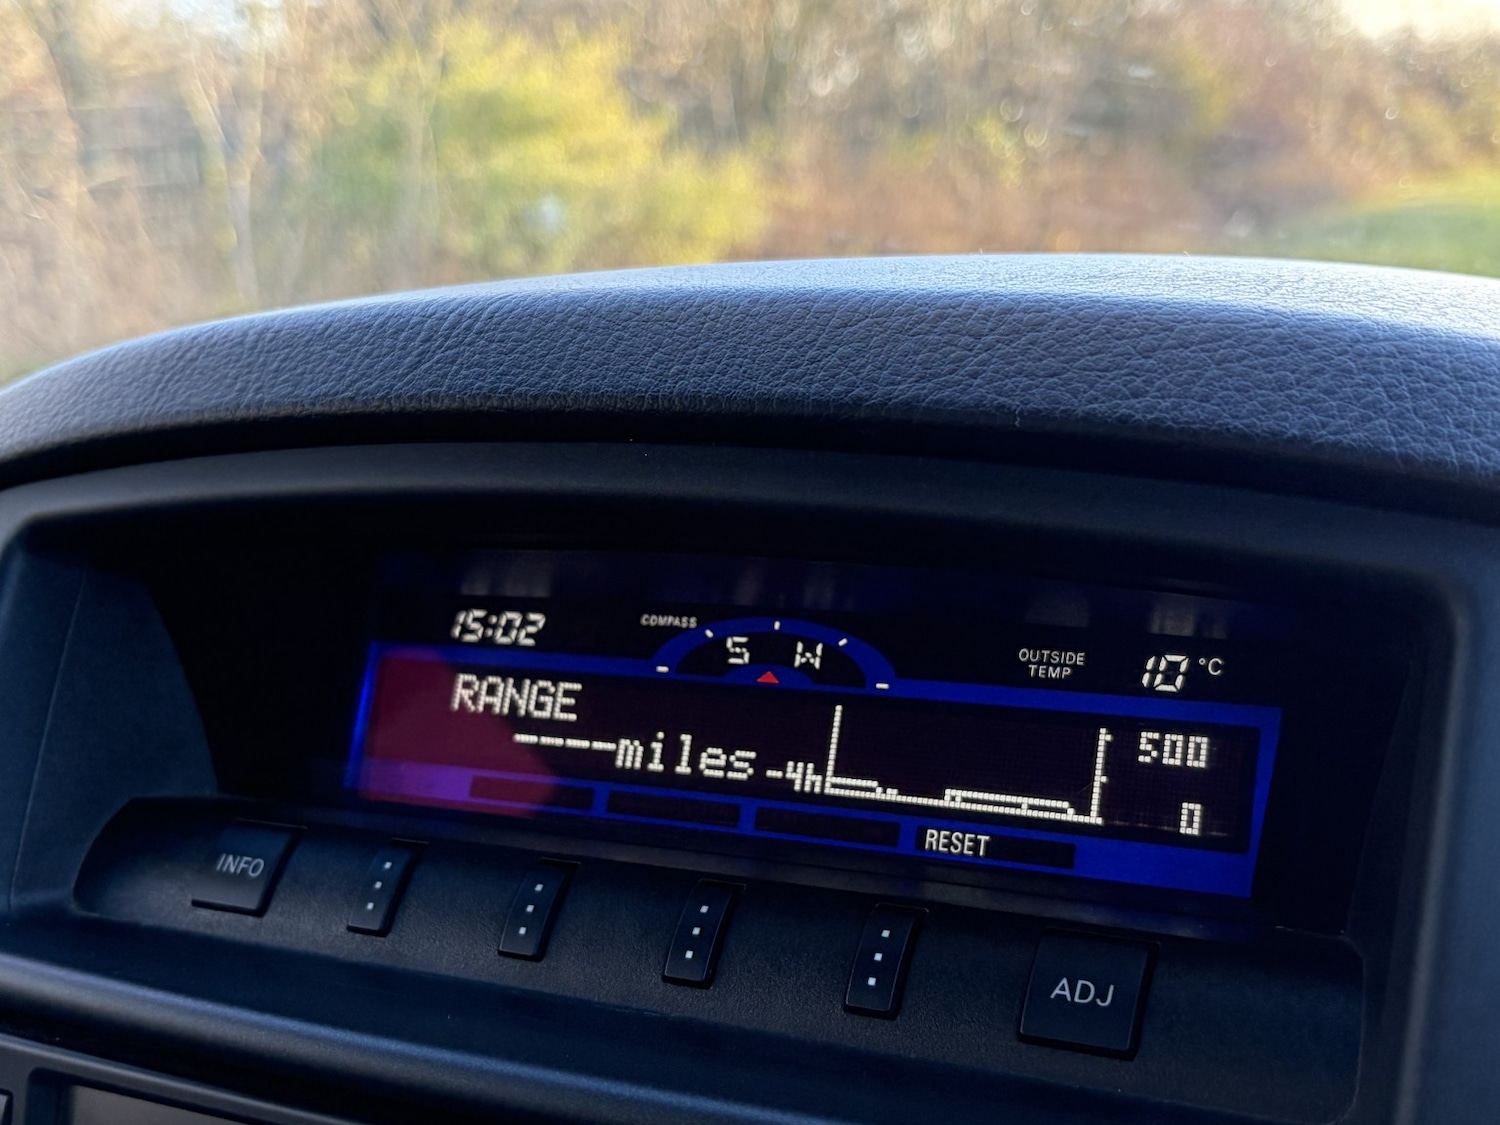 15:02
COMPASS
S W
OUTSIDE
TEMP
10 °C
RANGE
----miles
-4h
500
0
RESET
INFO
ADJ